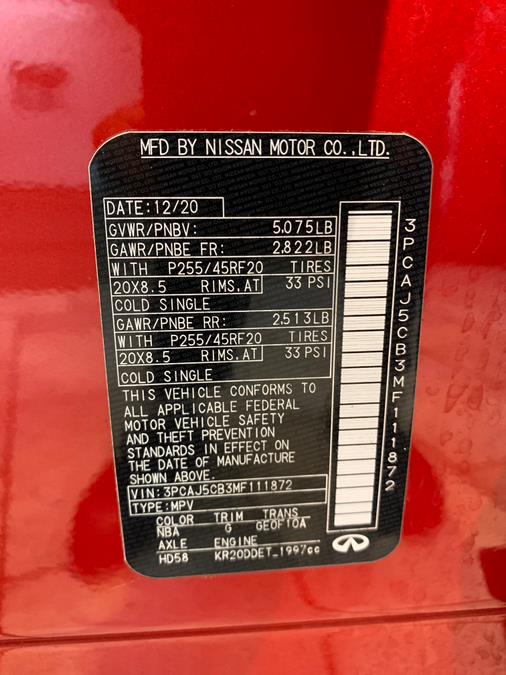 MFD BY NISSAN MOTOR CO.,LTD.
DATE:12/20
GVWR/PNBV: 5,075LB
GAWR/PNBE FR: 2,822LB
WITH P255/45RF20 TIRES
20X8.5 RIMS,AT 33 PSI
COLD SINGLE
GAWR/PNBE RR: 2,513LB
WITH P255/45RF20 TIRES
20X8.5 RIMS,AT 33 PSI
COLD SINGLE
THIS VEHICLE CONFORMS TO
ALL APPLICABLE FEDERAL
MOTOR VEHICLE SAFETY
AND THEFT PREVENTION
STANDARDS IN EFFECT ON
THE DATE OF MANUFACTURE
SHOWN ABOVE.
VIN:3PCAJ5CB3MF111872
TYPE:MPV
COLOR TRIM TRANS
NBA G GE0F10A
AXLE ENGINE
HD58 KR20DDET_1997cc
3PCAJ5CB3MF111872